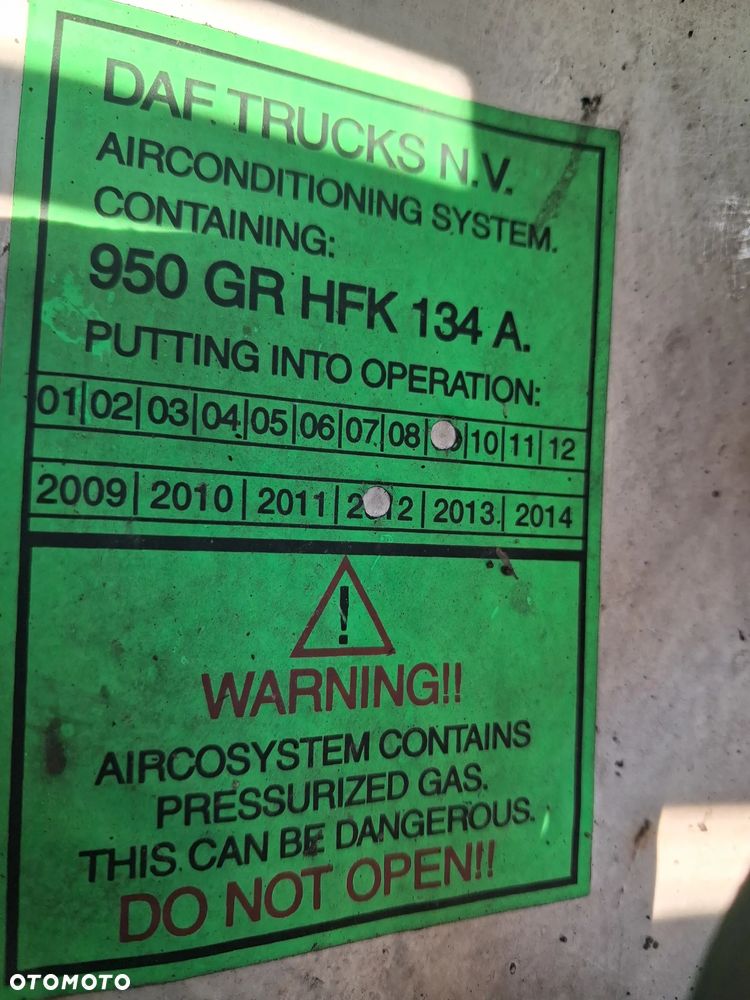 DAF TRUCKS N.V.
AIRCONDITIONING SYSTEM.
CONTAINING:
950 GR HFK 134 A.
PUTTING INTO OPERATION:
01|02|03|04|05|06|07|08| |10|11|12
2009|2010|2011| |2013|2014
!
WARNING!!
AIRCOSYSTEM CONTAINS
PRESSURIZED GAS.
THIS CAN BE DANGEROUS.
DO NOT OPEN!!
OTOMOTO